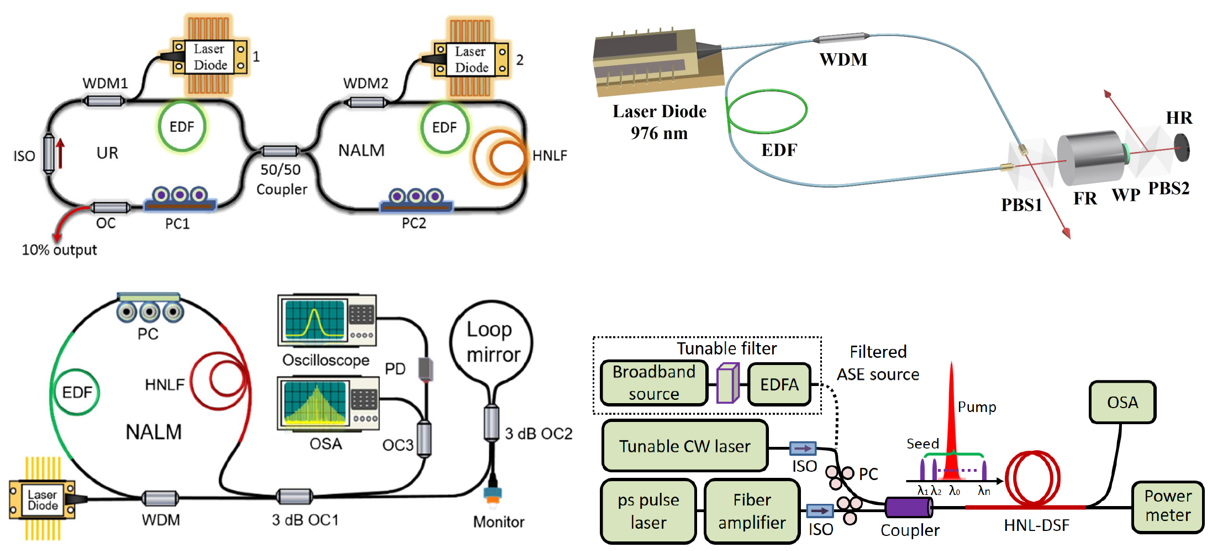 Laser
Diode
1
WDM1
EDF
ISO
UR
50/50
Coupler
OC
PC1
10% output
Laser
Diode
2
WDM2
EDF
NALM
HNLF
PC2
Laser Diode
976 nm
WDM
EDF
PBS1
FR
WP
PBS2
HR
PC
EDF
HNLF
NALM
Laser
Diode
WDM
3 dB OC1
Oscilloscope
PD
OSA
OC3
Loop
mirror
3 dB OC2
Monitor
Tunable filter
Broadband
source
EDFA
Filtered
ASE source
Tunable CW laser
ISO
PC
ps pulse
laser
Fiber
amplifier
ISO
Coupler
Pump
Seed
λ1 λ2 λ0 λn
HNL-DSF
OSA
Power
meter